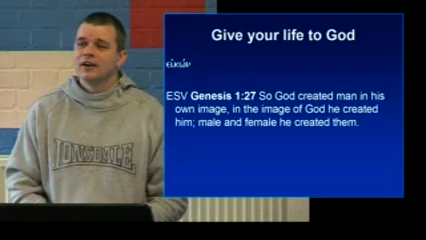 Give your life to God
εἰκών
ESV Genesis 1:27 So God created man in his
own image, in the image of God he created
him; male and female he created them.
LONSDALE